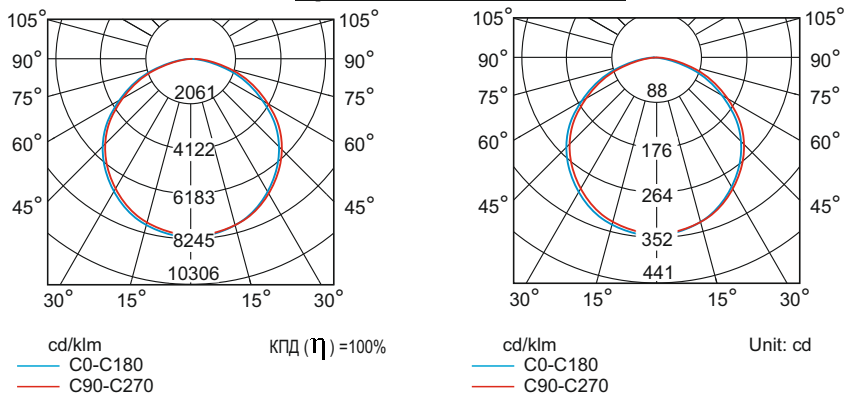 105° 105° 105° 105°
90° 90° 90° 90°
75° 2061 75° 75° 88 75°
60° 4122 60° 60° 176 60°
45° 6183 45° 45° 264 45°
8245 352
10306 441
30° 15° 15° 30° 30° 15° 15° 30°
cd/klm КПД (η) =100% cd/klm Unit: cd
C0-C180 C0-C180
C90-C270 C90-C270